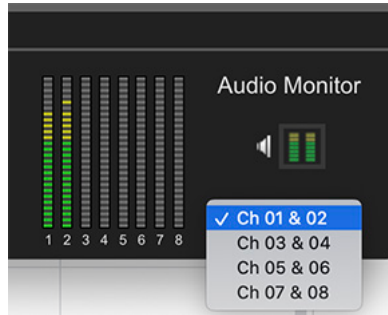 Audio Monitor
✓ Ch 01 & 02
Ch 03 & 04
Ch 05 & 06
Ch 07 & 08
1 2 3 4 5 6 7 8